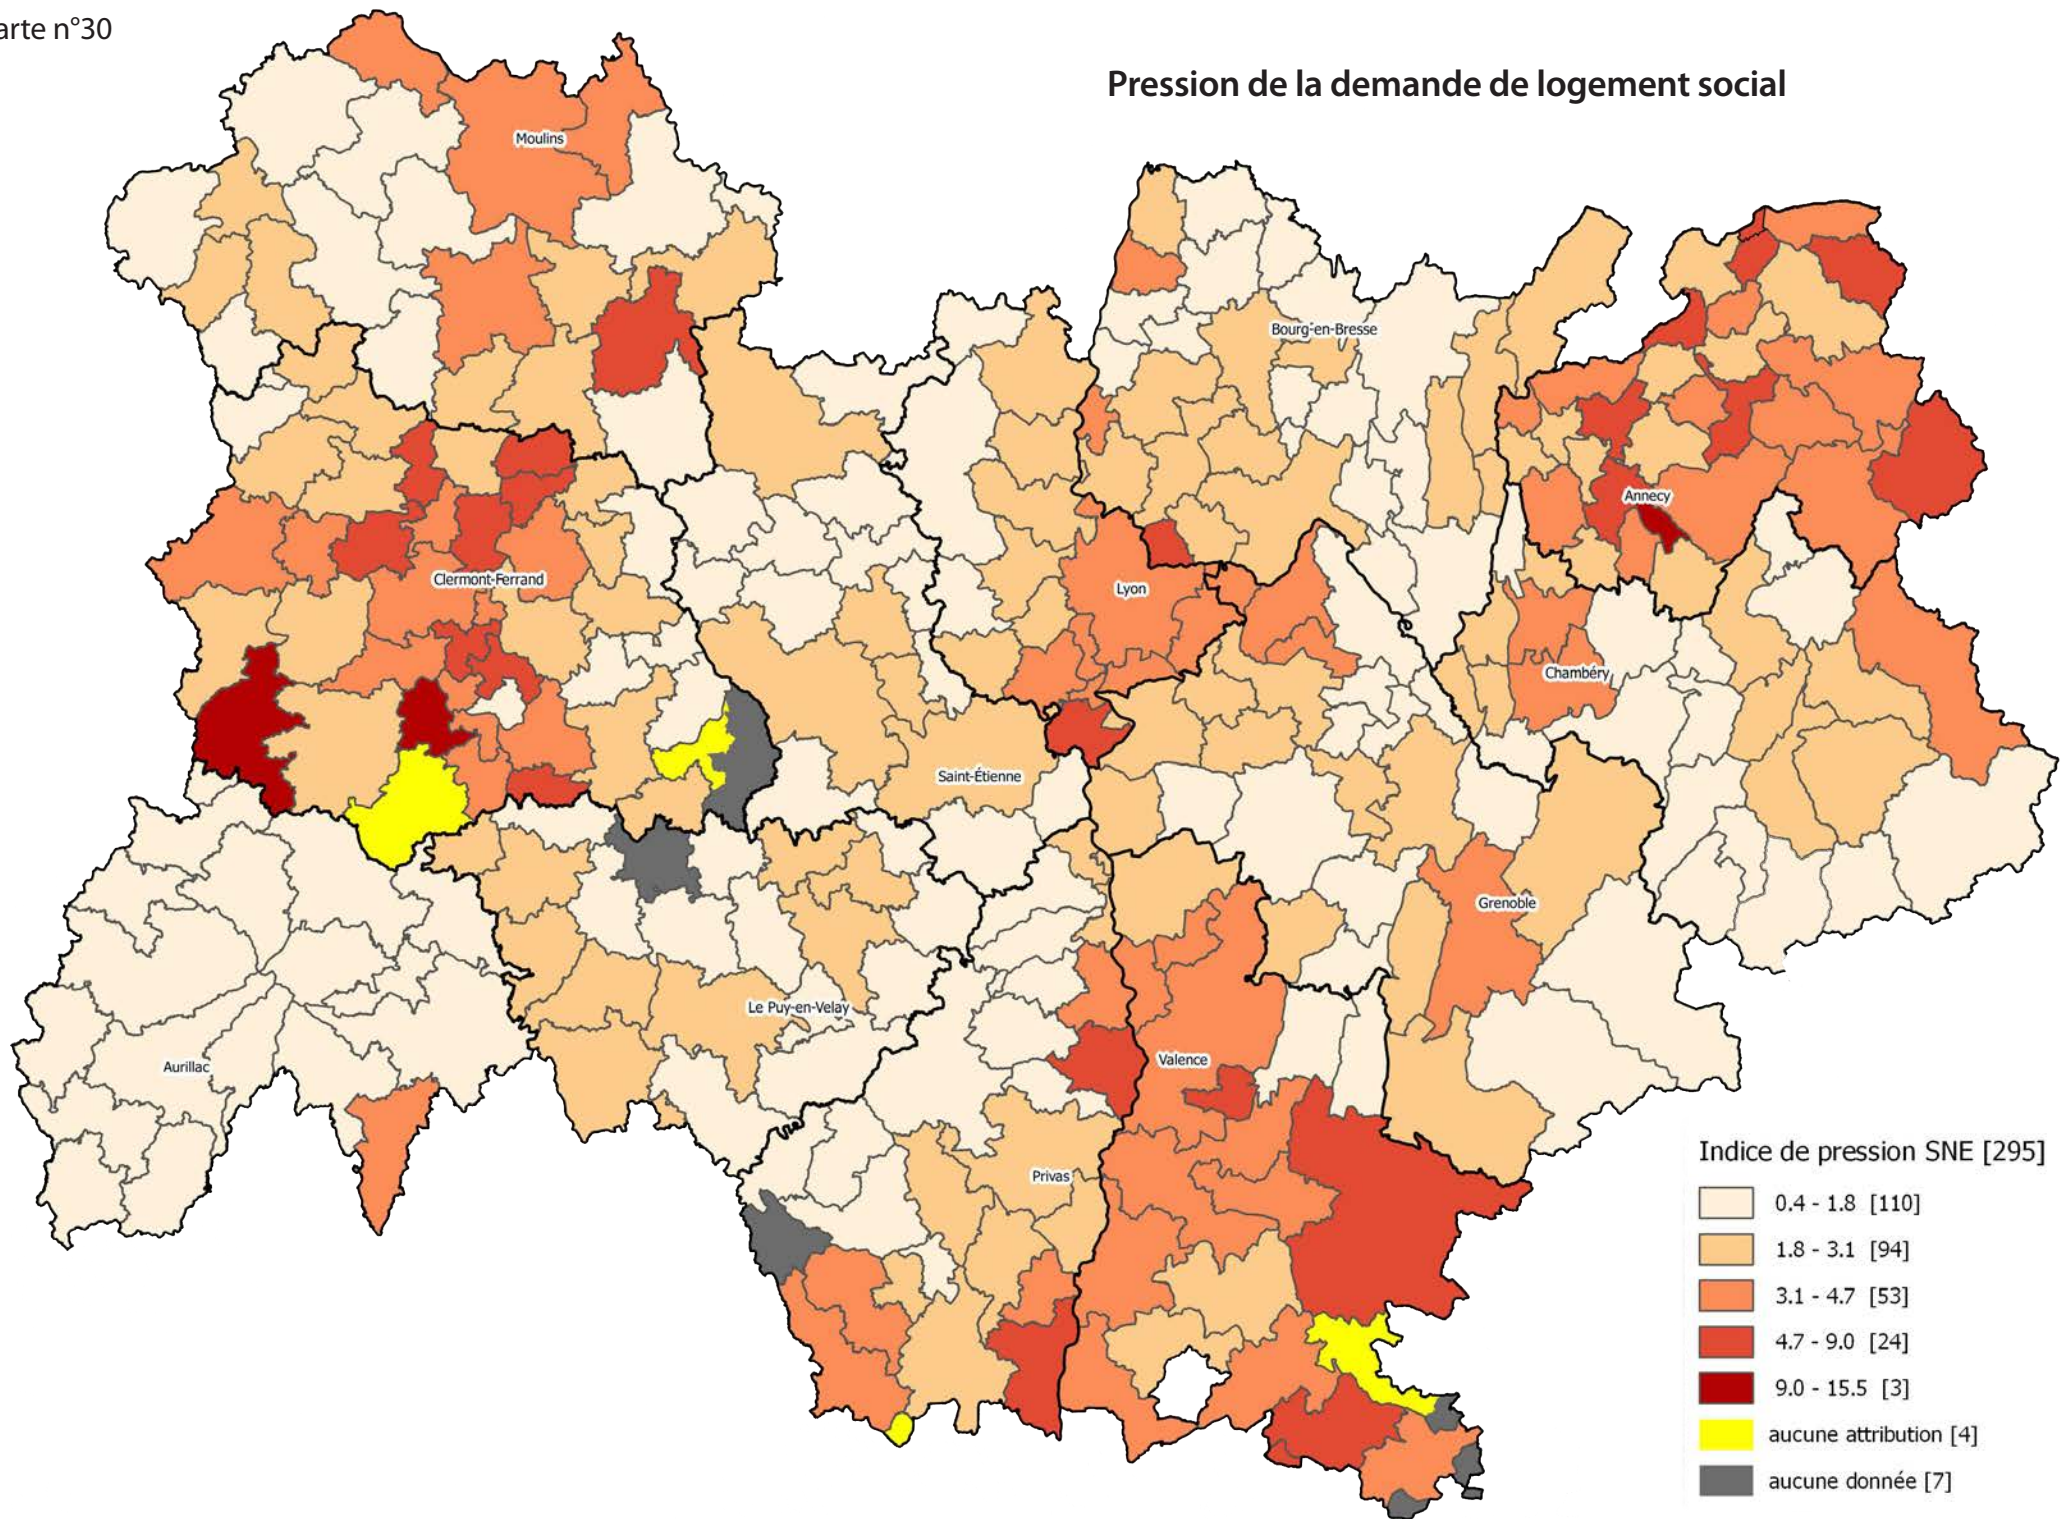 arte n°30
Pression de la demande de logement social
Moulins
Bourg-en-Bresse
Annecy
Clermont-Ferrand
Lyon
Chambéry
Saint-Étienne
Grenoble
Le Puy-en-Velay
Aurillac
Valence
Privas
Indice de pression SNE [295]
0.4 - 1.8 [110]
1.8 - 3.1 [94]
3.1 - 4.7 [53]
4.7 - 9.0 [24]
9.0 - 15.5 [3]
aucune attribution [4]
aucune donnée [7]